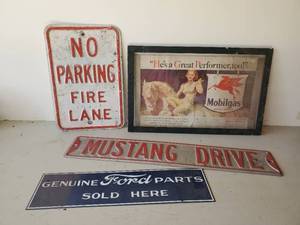 NO
PARKING
FIRE
LANE
"He's a Great Performer, too!"
Mobilgas
MUSTANG DRIVE
GENUINE Ford PARTS
SOLD HERE